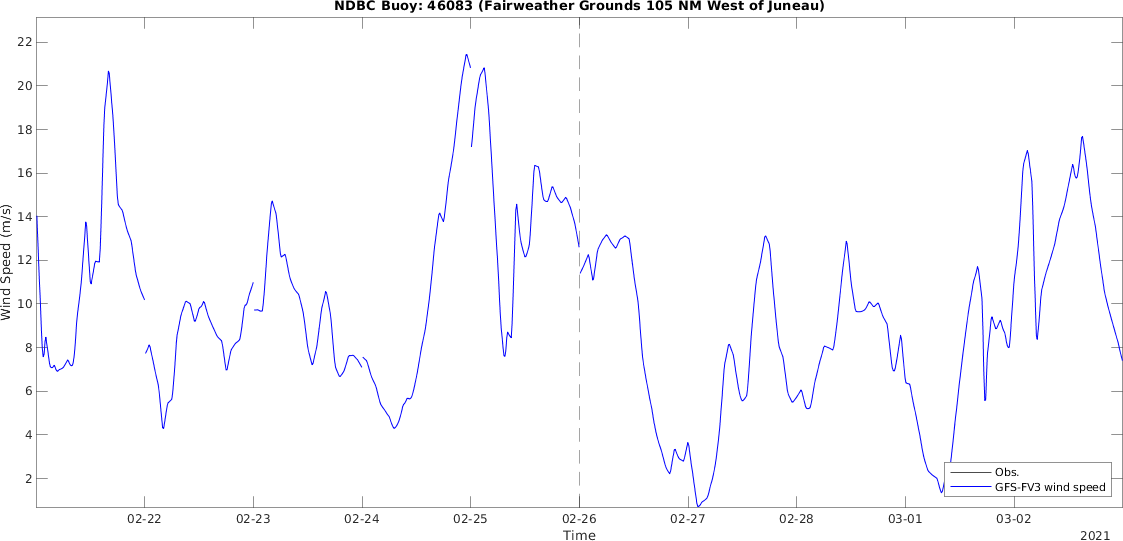 NDBC Buoy: 46083 (Fairweather Grounds 105 NM West of Juneau)
22
20
18
16
14
12
10
8
6
4
2
Wind Speed (m/s)
Obs.
GFS-FV3 wind speed
02-22 02-23 02-24 02-25 02-26 02-27 02-28 03-01 03-02
Time
2021